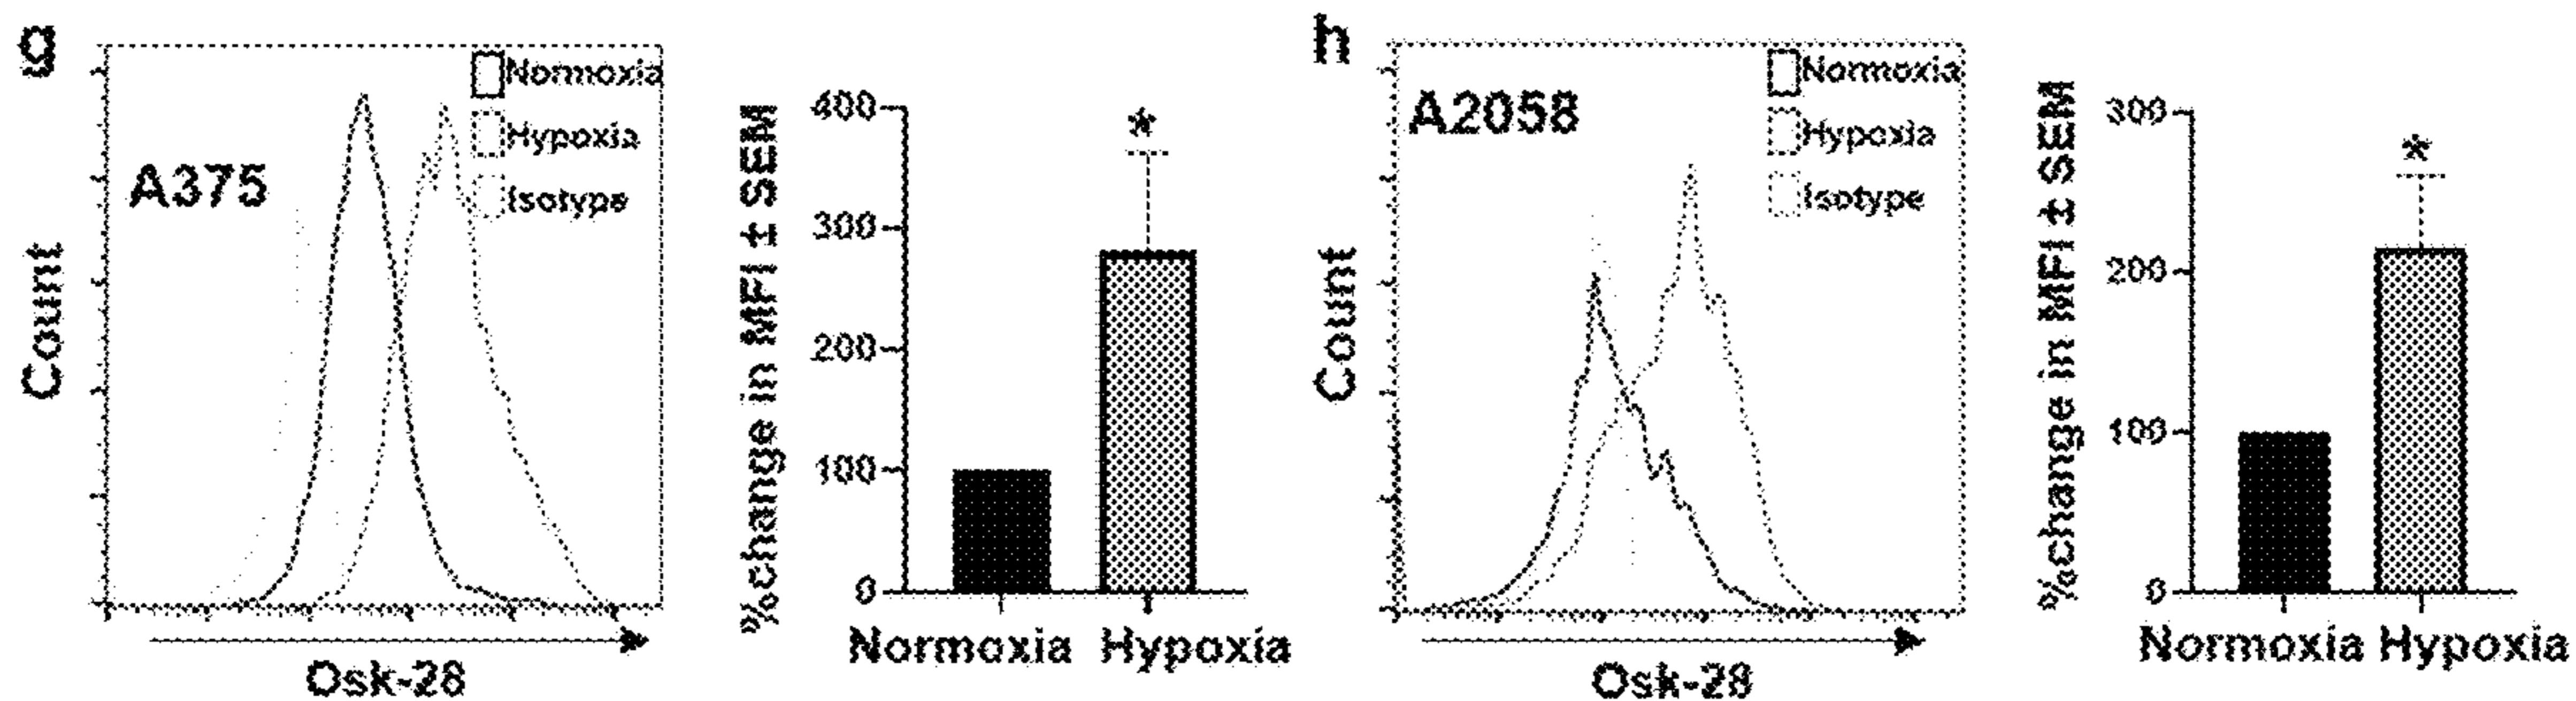 g
Normoxia
Hypoxia
Isotype
A375
Count
Osk-28
%change in MFI ± SEM
400
300
200
100
0
*
Normoxia Hypoxia
h
Normoxia
Hypoxia
Isotype
A2058
Count
Osk-28
%change in MFI ± SEM
300
200
100
0
*
Normoxia Hypoxia